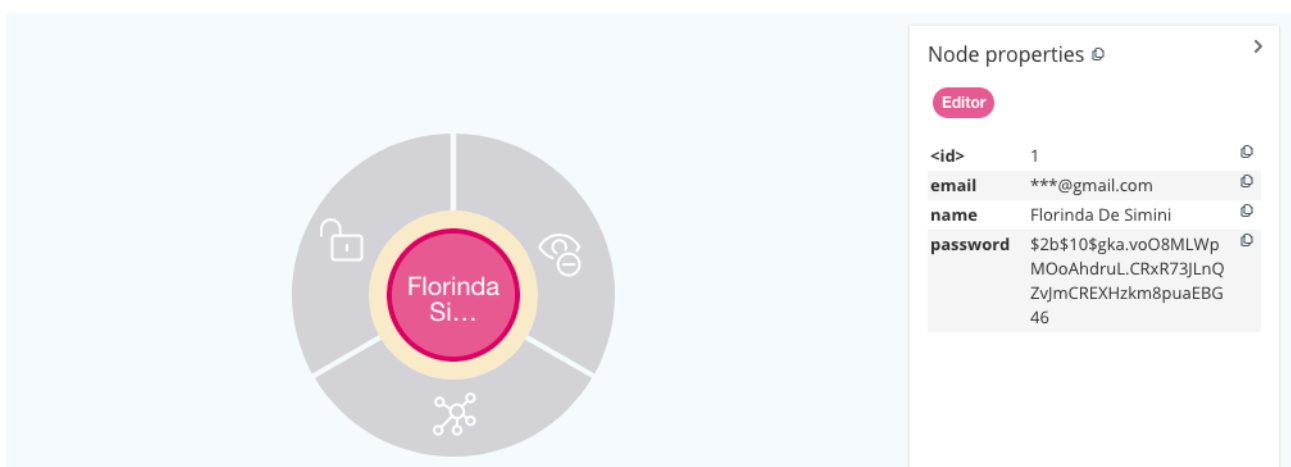 Node properties
Editor
<id> 1
email ***@gmail.com
name Florinda De Simini
password $2b$10$gka.voO8MLWp
MOoAhdruL.CRxR73JLnQ
ZvJmCREXHzkm8puaEBG
46
Florinda
Si...